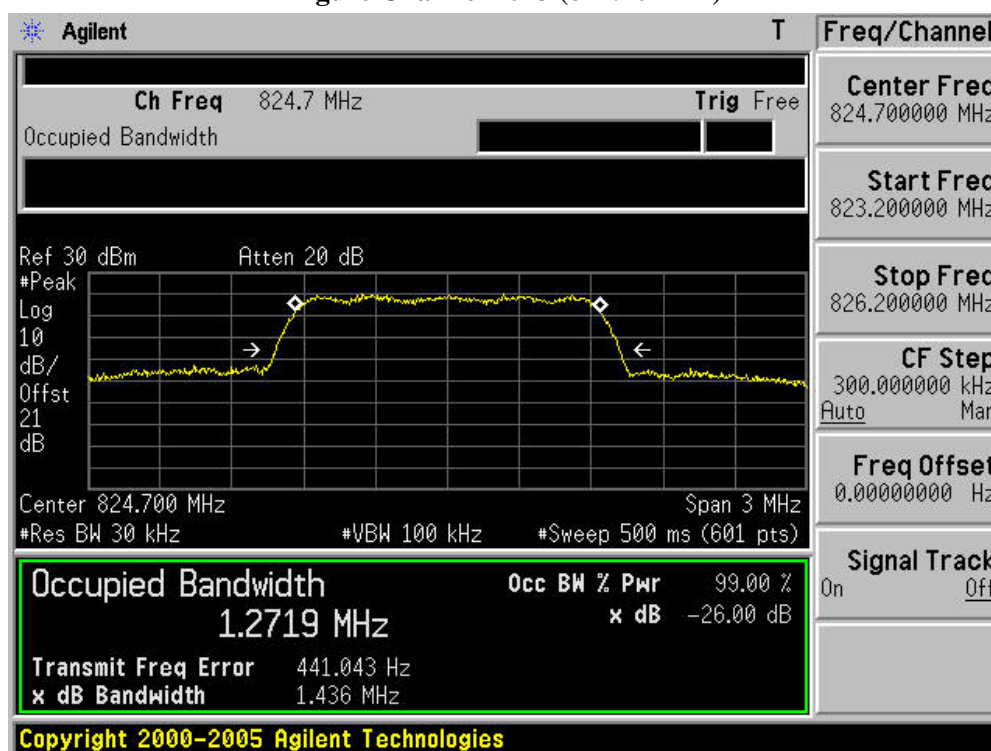 Agilent T Freq/Channel
Ch Freq 824.7 MHz Trig Free
Occupied Bandwidth
Center Freq
824.700000 MHz
Start Freq
823.200000 MHz
Stop Freq
826.200000 MHz
CF Step
300.000000 kHz
Auto Man
Freq Offset
0.00000000 Hz
Signal Track
On Off
Ref 30 dBm Atten 20 dB
#Peak
Log
10
dB/
Offst
21
dB
Center 824.700 MHz Span 3 MHz
#Res BW 30 kHz #VBW 100 kHz #Sweep 500 ms (601 pts)
Occupied Bandwidth Occ BW % Pwr 99.00 %
1.2719 MHz x dB -26.00 dB
Transmit Freq Error 441.043 Hz
x dB Bandwidth 1.436 MHz
Copyright 2000-2005 Agilent Technologies